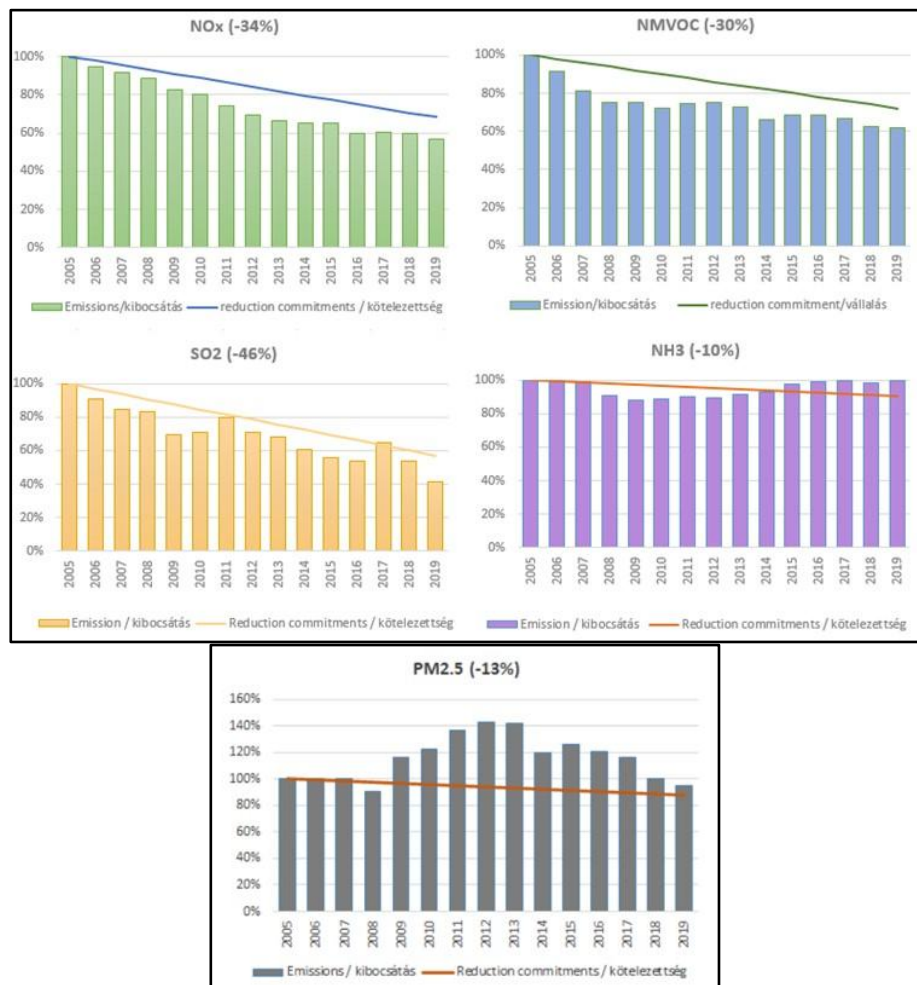 NOx (-34%)
100%
80%
60%
40%
20%
0%
2005 2006 2007 2008 2009 2010 2011 2012 2013 2014 2015 2016 2017 2018 2019
Emissions/kibocsátás reduction commitments / kötelezettség
NMVOC (-30%)
100%
80%
60%
40%
20%
0%
2005 2006 2007 2008 2009 2010 2011 2012 2013 2014 2015 2016 2017 2018 2019
Emission/kibocsátás reduction commitment/vállalás
SO2 (-46%)
100%
80%
60%
40%
20%
0%
2005 2006 2007 2008 2009 2010 2011 2012 2013 2014 2015 2016 2017 2018 2019
Emission / kibocsátás Reduction commitments / kötelezettség
NH3 (-10%)
100%
80%
60%
40%
20%
0%
2005 2006 2007 2008 2009 2010 2011 2012 2013 2014 2015 2016 2017 2018 2019
Emission / kibocsátás Reduction commitments / kötelezettség
PM2.5 (-13%)
160%
140%
120%
100%
80%
60%
40%
20%
0%
2005 2006 2007 2008 2009 2010 2011 2012 2013 2014 2015 2016 2017 2018 2019
Emissions / kibocsátás Reduction commitments / kötelezettség